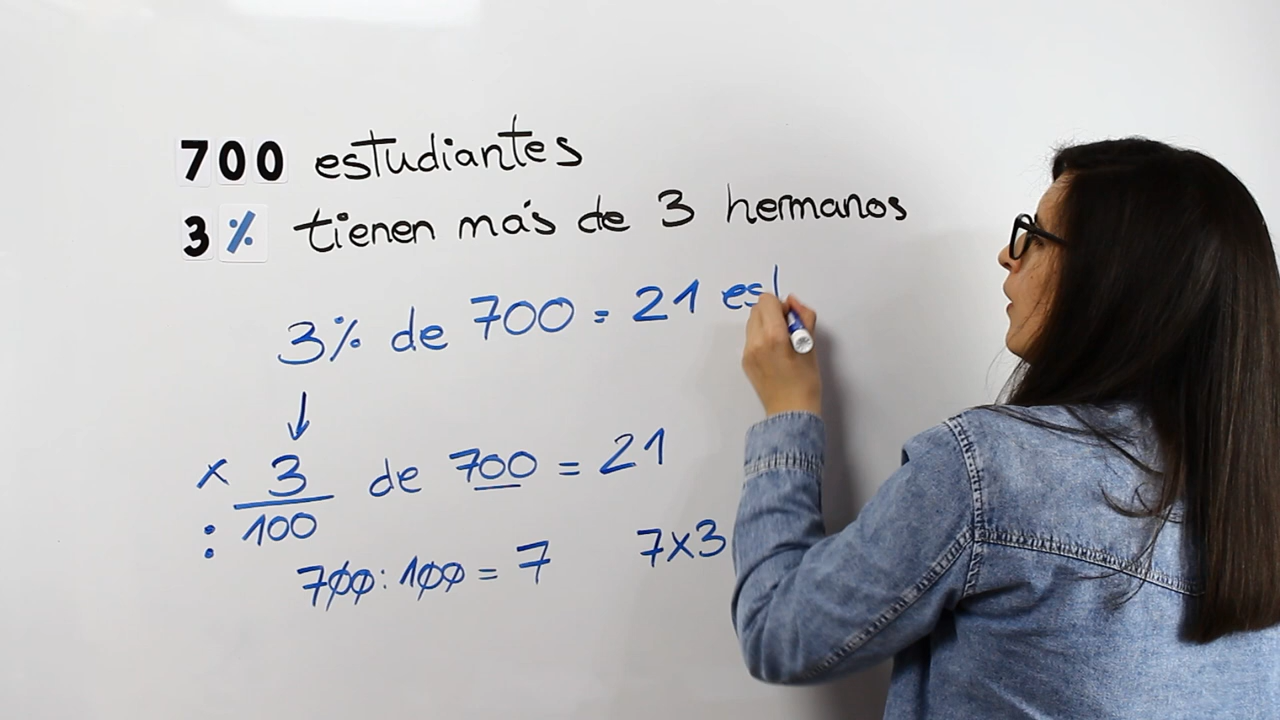 700 estudiantes
3% tienen más de 3 hermanos
3% de 700 = 21 es
↓
x 3/100 de 700 = 21
:
700 : 100 = 7 7x3